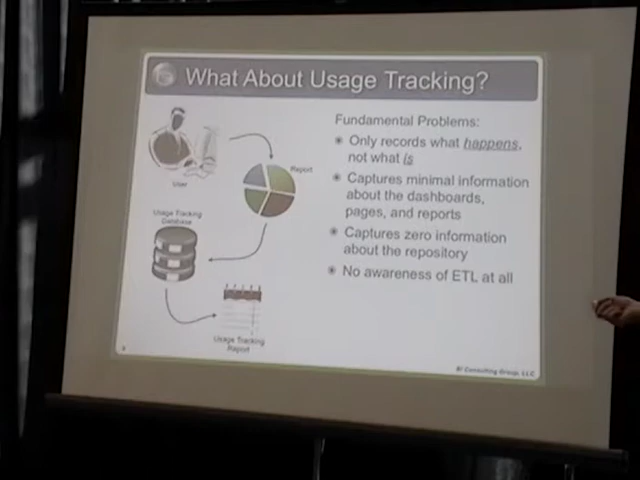 What About Usage Tracking?
Fundamental Problems:
Only records what happens,
not what is
Captures minimal information
about the dashboards,
pages, and reports
Captures zero information
about the repository
No awareness of ETL at all
User
Report
Usage Tracking
Database
Usage Tracking
Report
BI Consulting Group, LLC